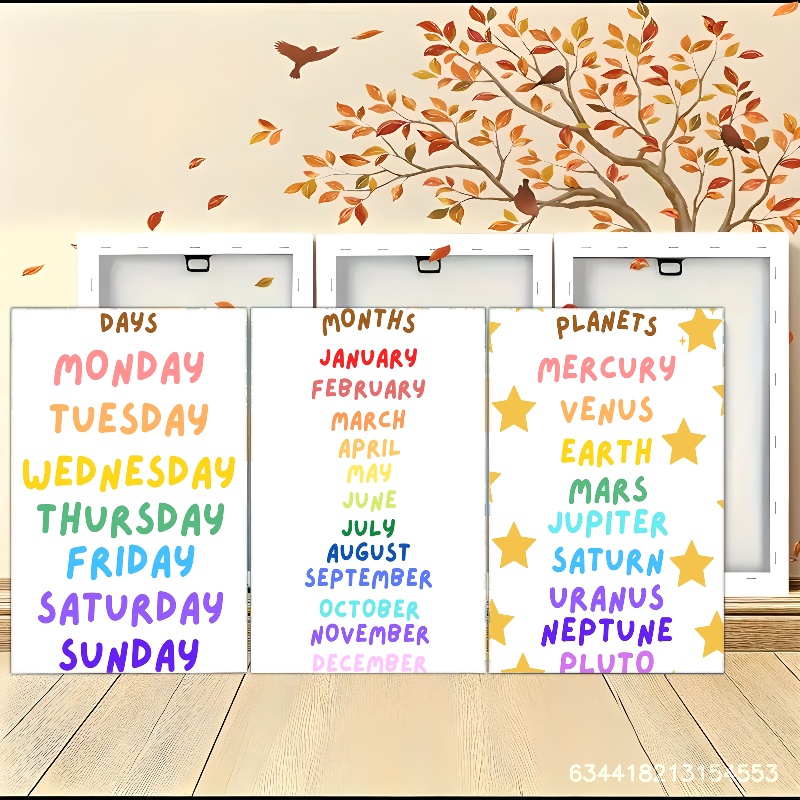 DAYS
MONDAY
TUESDAY
WEDNESDAY
THURSDAY
FRIDAY
SATURDAY
SUNDAY
MONTHS
JANUARY
FEBRUARY
MARCH
APRIL
MAY
JUNE
JULY
AUGUST
SEPTEMBER
OCTOBER
NOVEMBER
DECEMBER
PLANETS
MERCURY
VENUS
EARTH
MARS
JUPITER
SATURN
URANUS
NEPTUNE
PLUTO
634418213154553